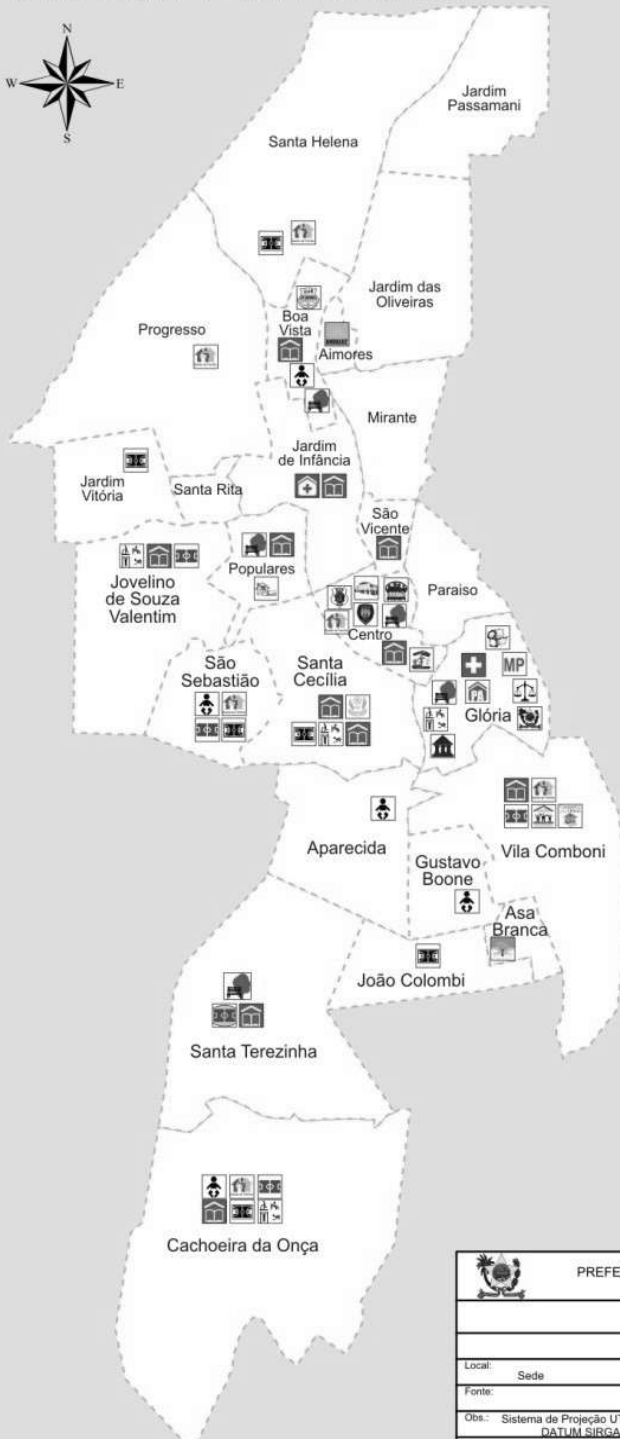 N
W
E
S
Jardim
Passamani
Santa Helena
Jardim das
Oliveiras
Boa
Vista
Progresso
Aimores
Mirante
Jardim
de Infância
Jardim
Vitória
Santa Rita
São
Vicente
Populares
Jovelino
de Souza
Valentim
Paraiso
Centro
São
Sebastião
Santa
Cecília
MP
Glória
Aparecida
Vila Comboni
Gustavo
Boone
Asa
Branca
João Colombi
Santa Terezinha
Cachoeira da Onça
PREFE
Local:
Sede
Fonte:
Obs.: Sistema de Projeção UT
DATUM SIRGA